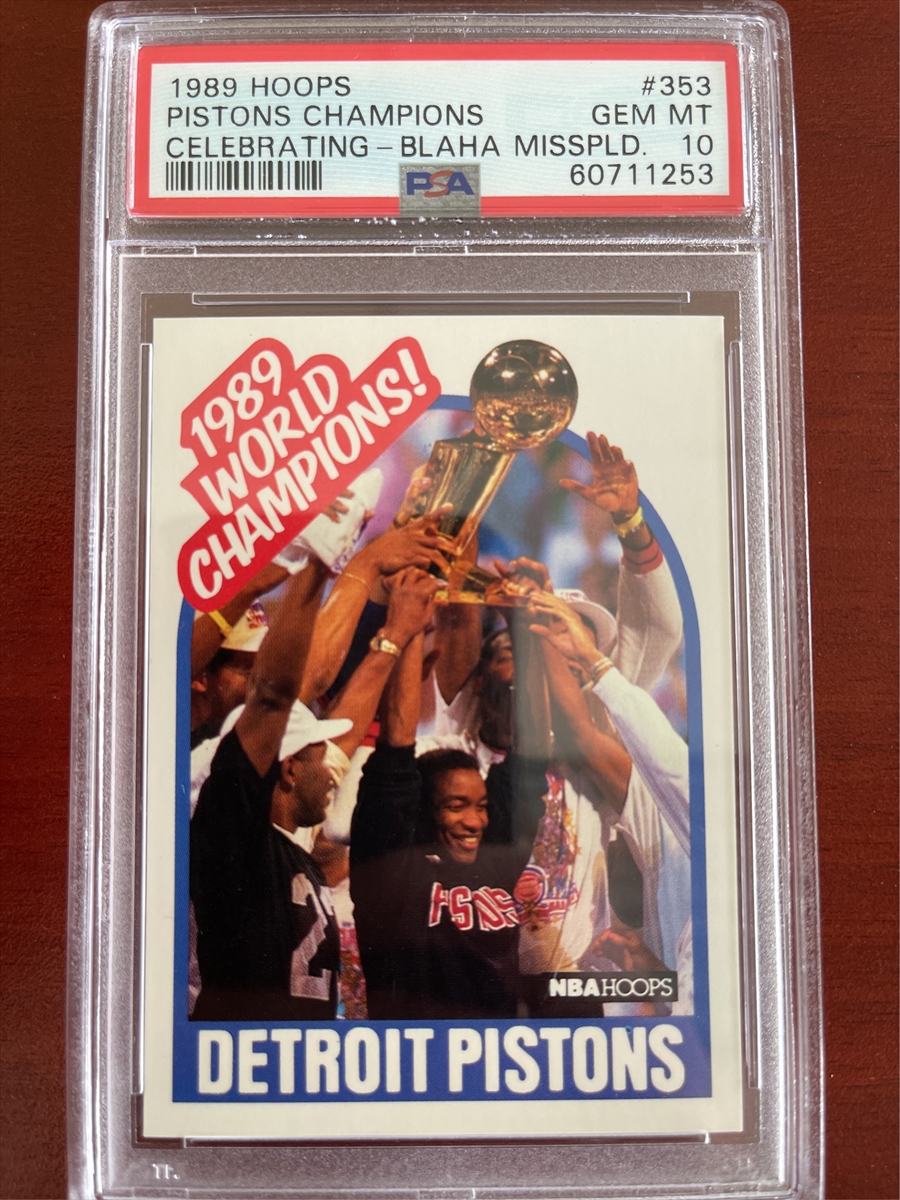 1989 HOOPS #353
PISTONS CHAMPIONS GEM MT
CELEBRATING - BLAHA MISSPLD. 10
PSA 60711253
1989
WORLD
CHAMPIONS!
2
NBA HOOPS
DETROIT PISTONS